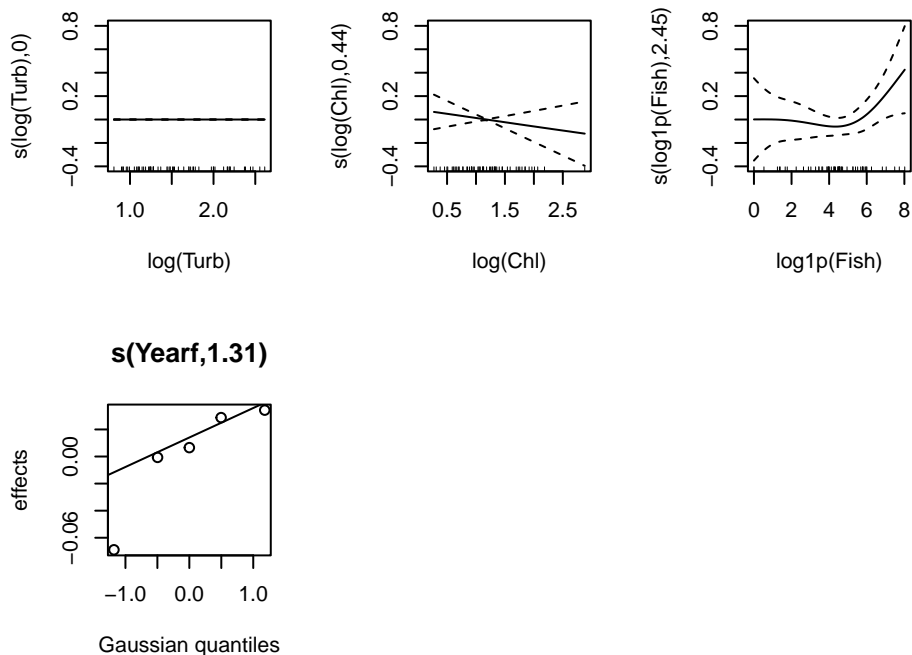 s(log(Turb),0)
−0.4 0.2 0.8
1.0 2.0
log(Turb)
s(log(Chl),0.44)
−0.4 0.2 0.8
0.5 1.5 2.5
log(Chl)
s(log1p(Fish),2.45)
−0.4 0.2 0.8
0 2 4 6 8
log1p(Fish)
s(Yearf,1.31)
effects
−0.06 0.00
−1.0 0.0 1.0
Gaussian quantiles